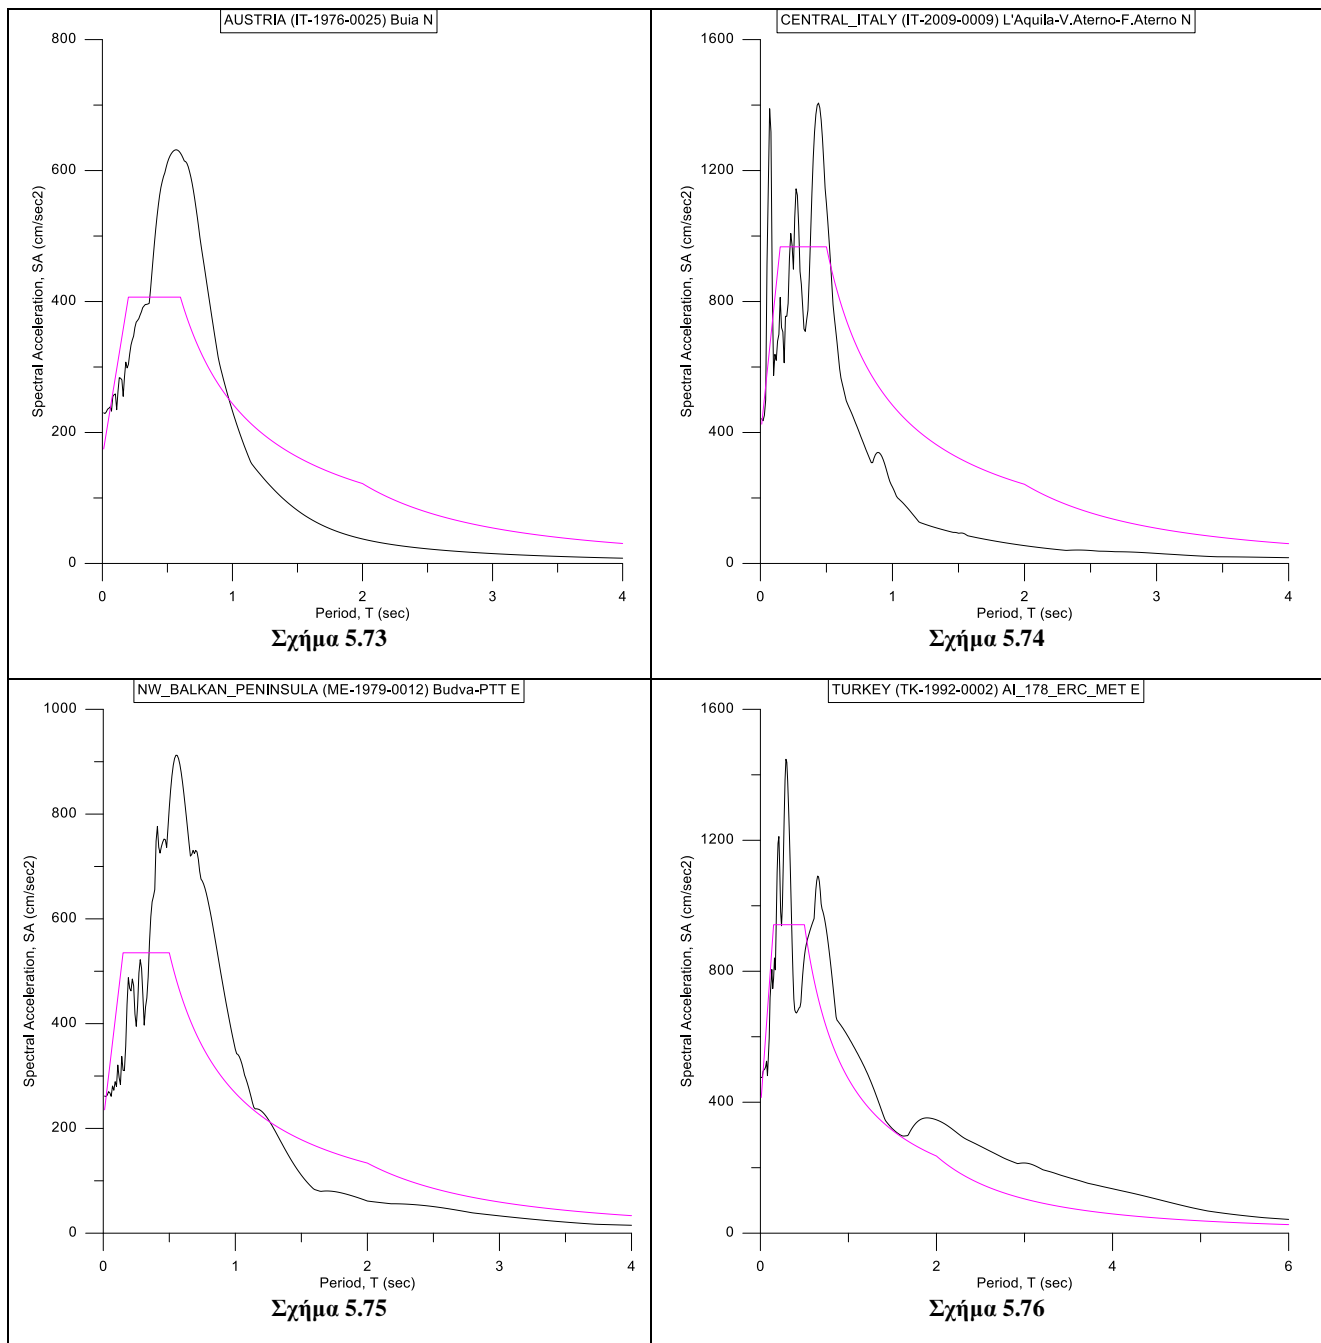 AUSTRIA (IT-1976-0025) Buia N
800
600
400
200
0
Spectral Acceleration, SA (cm/sec2)
0 1 2 3 4
Period, T (sec)
Σχήμα 5.73
CENTRAL_ITALY (IT-2009-0009) L'Aquila-V.Aterno-F.Aterno N
1600
1200
800
400
0
Spectral Acceleration, SA (cm/sec2)
0 1 2 3 4
Period, T (sec)
Σχήμα 5.74
NW_BALKAN_PENINSULA (ME-1979-0012) Budva-PTT E
1000
800
600
400
200
0
Spectral Acceleration, SA (cm/sec2)
0 1 2 3 4
Period, T (sec)
Σχήμα 5.75
TURKEY (TK-1992-0002) AI_178_ERC_MET E
1600
1200
800
400
0
Spectral Acceleration, SA (cm/sec2)
0 2 4 6
Period, T (sec)
Σχήμα 5.76